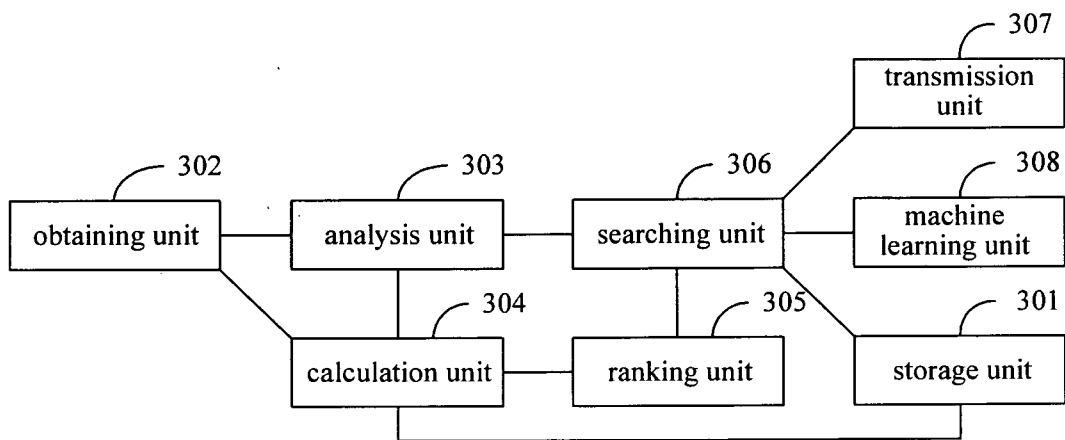 307
transmission
unit
302
303
306
308
obtaining unit
analysis unit
searching unit
machine
learning unit
304
305
301
calculation unit
ranking unit
storage unit